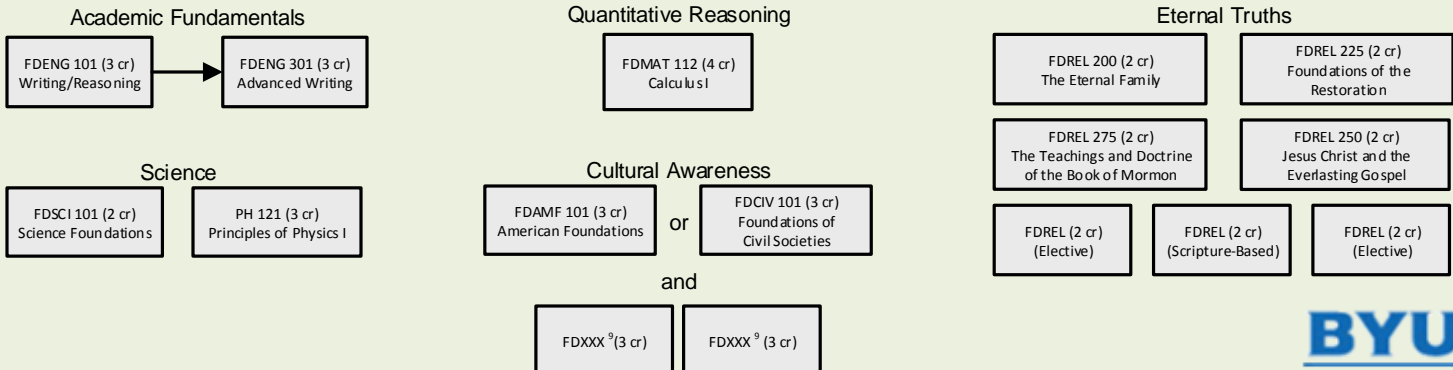 Academic Fundamentals
FDENG 101 (3 cr)
Writing/Reasoning
FDENG 301 (3 cr)
Advanced Writing
Quantitative Reasoning
FDMAT 112 (4 cr)
Calculus I
Eternal Truths
FDREL 200 (2 cr)
The Eternal Family
FDREL 225 (2 cr)
Foundations of the
Restoration
FDREL 275 (2 cr)
The Teachings and Doctrine
of the Book of Mormon
FDREL 250 (2 cr)
Jesus Christ and the
Everlasting Gospel
FDREL (2 cr)
(Elective)
FDREL (2 cr)
(Scripture-Based)
FDREL (2 cr)
(Elective)
Science
FDSCI 101 (2 cr)
Science Foundations
PH 121 (3 cr)
Principles of Physics I
Cultural Awareness
FDAMF 101 (3 cr)
American Foundations
or
FDCIV 101 (3 cr)
Foundations of
Civil Societies
and
FDXXX ⁹(3 cr)
FDXXX ⁹ (3 cr)
BYU